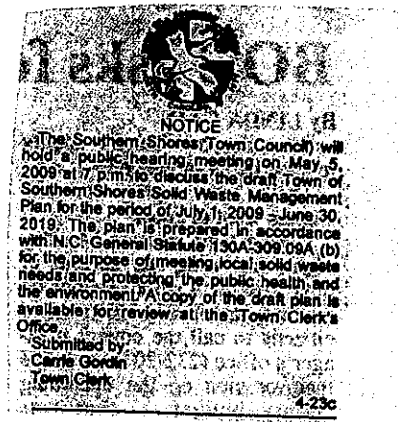 NOTICE
The Southern Shores Town Council will
hold a public hearing meeting on May 5,
2009 at 7 p.m. to discuss the draft Town of
Southern Shores Solid Waste Management
Plan for the period of July 1, 2009 - June 30,
2019. The plan is prepared in accordance
with N.C. General Statute 130A-309.09A (b)
for the purpose of meeting local solid waste
needs and protecting the public health and
the environment. A copy of the draft plan is
available for review at the Town Clerk's
Office.
Submitted by
Carrie Gordin
Town Clerk
4-23c